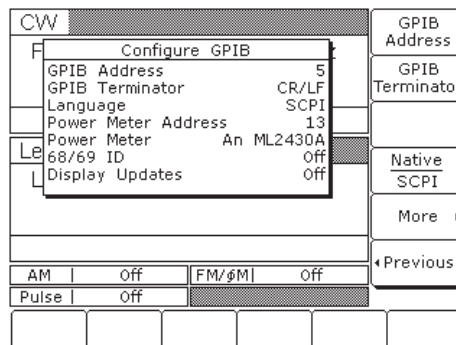 CW
F
Configure GPIB
GPIB Address 5
GPIB Terminator CR/LF
Language SCPI
Power Meter Address 13
Power Meter An ML2430A
68/69 ID Off
Display Updates Off
Le
L
AM Off FM/ϕM Off
Pulse Off
GPIB
Address
GPIB
Terminato
Native
SCPI
More
Previous